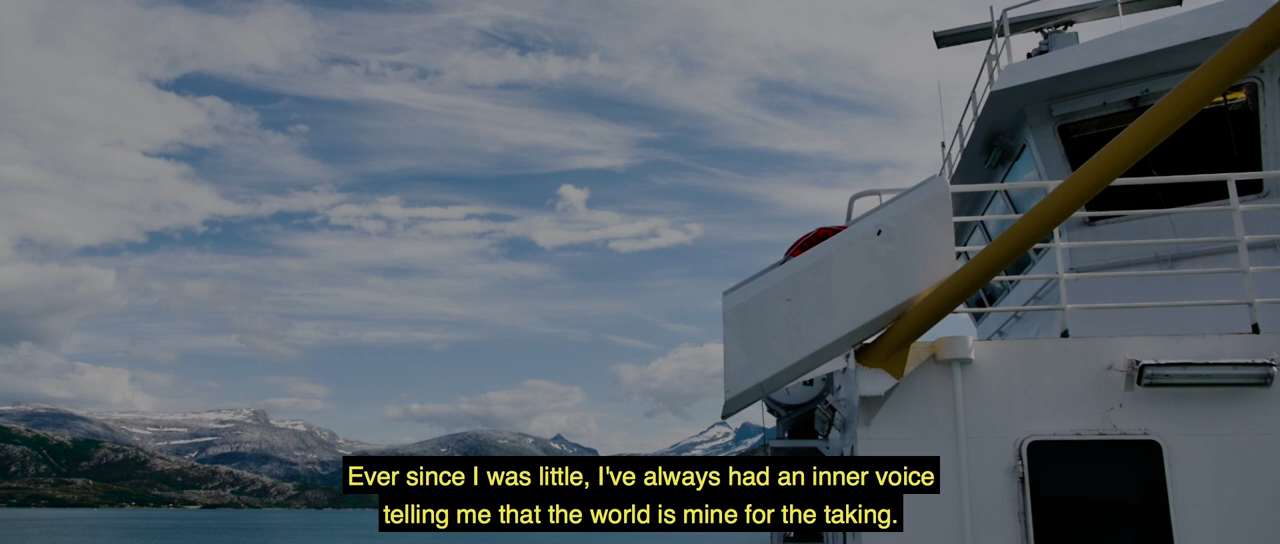 Ever since I was little, I've always had an inner voice
telling me that the world is mine for the taking.